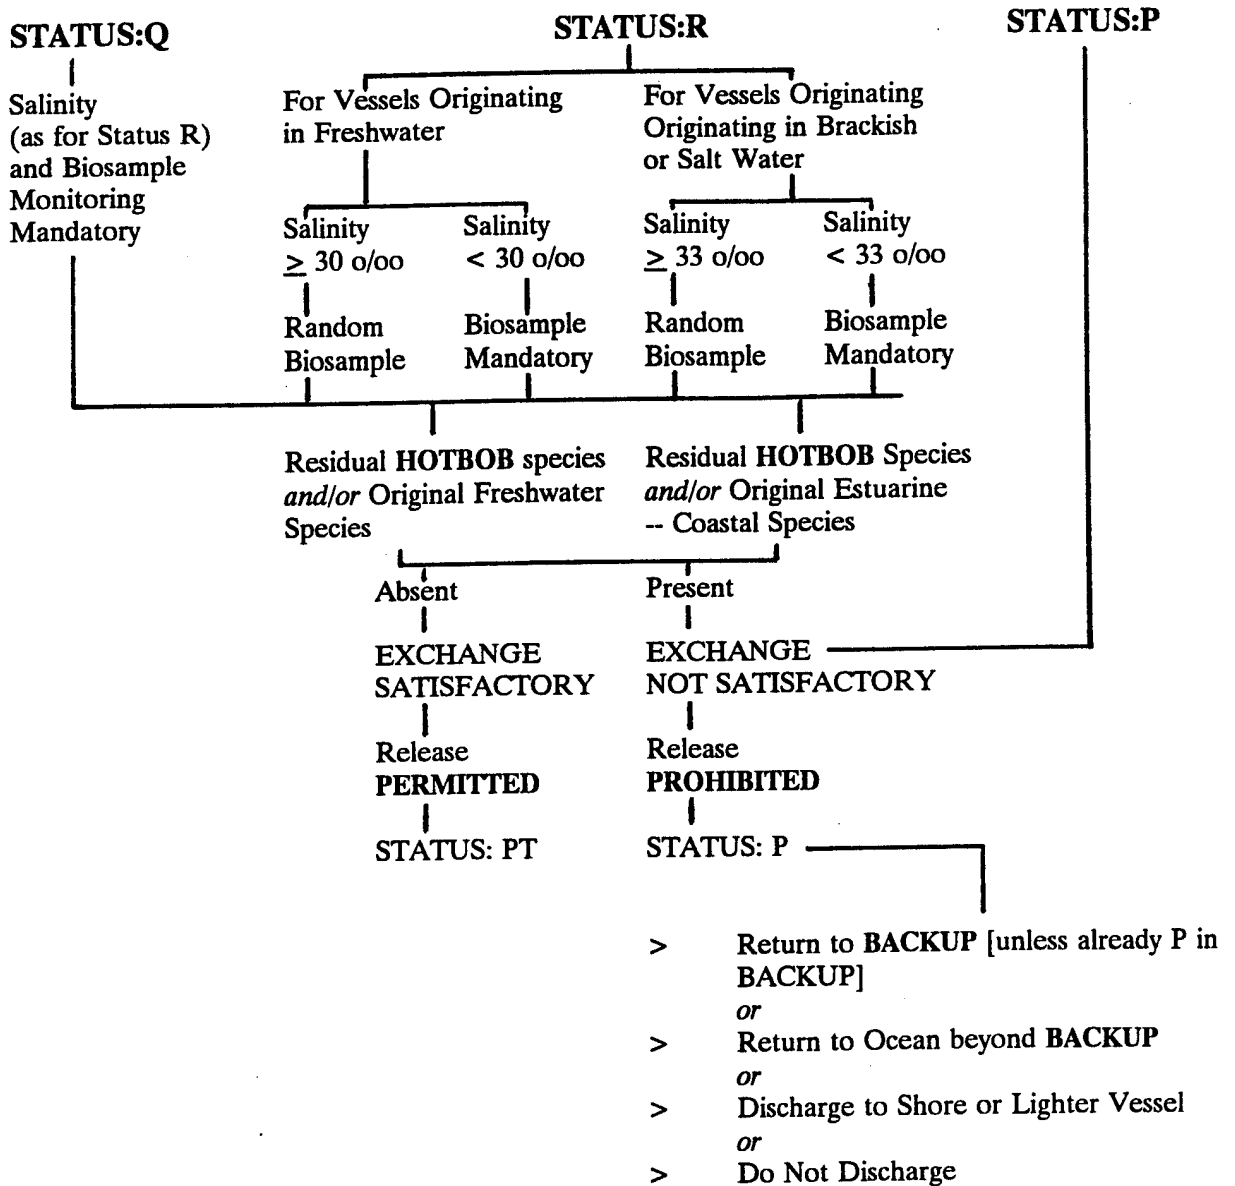 STATUS:Q
STATUS:R
STATUS:P
Salinity
(as for Status R)
and Biosample
Monitoring
Mandatory
For Vessels Originating
in Freshwater
For Vessels Originating
Originating in Brackish
or Salt Water
Salinity
≥ 30 o/oo
Salinity
< 30 o/oo
Salinity
≥ 33 o/oo
Salinity
< 33 o/oo
Random
Biosample
Biosample
Mandatory
Random
Biosample
Biosample
Mandatory
Residual HOTBOB species
and/or Original Freshwater
Species
Residual HOTBOB Species
and/or Original Estuarine
-- Coastal Species
Absent
Present
EXCHANGE
SATISFACTORY
EXCHANGE
NOT SATISFACTORY
Release
PERMITTED
Release
PROHIBITED
STATUS: PT
STATUS: P
> Return to BACKUP [unless already P in
BACKUP]
or
> Return to Ocean beyond BACKUP
or
> Discharge to Shore or Lighter Vessel
or
> Do Not Discharge